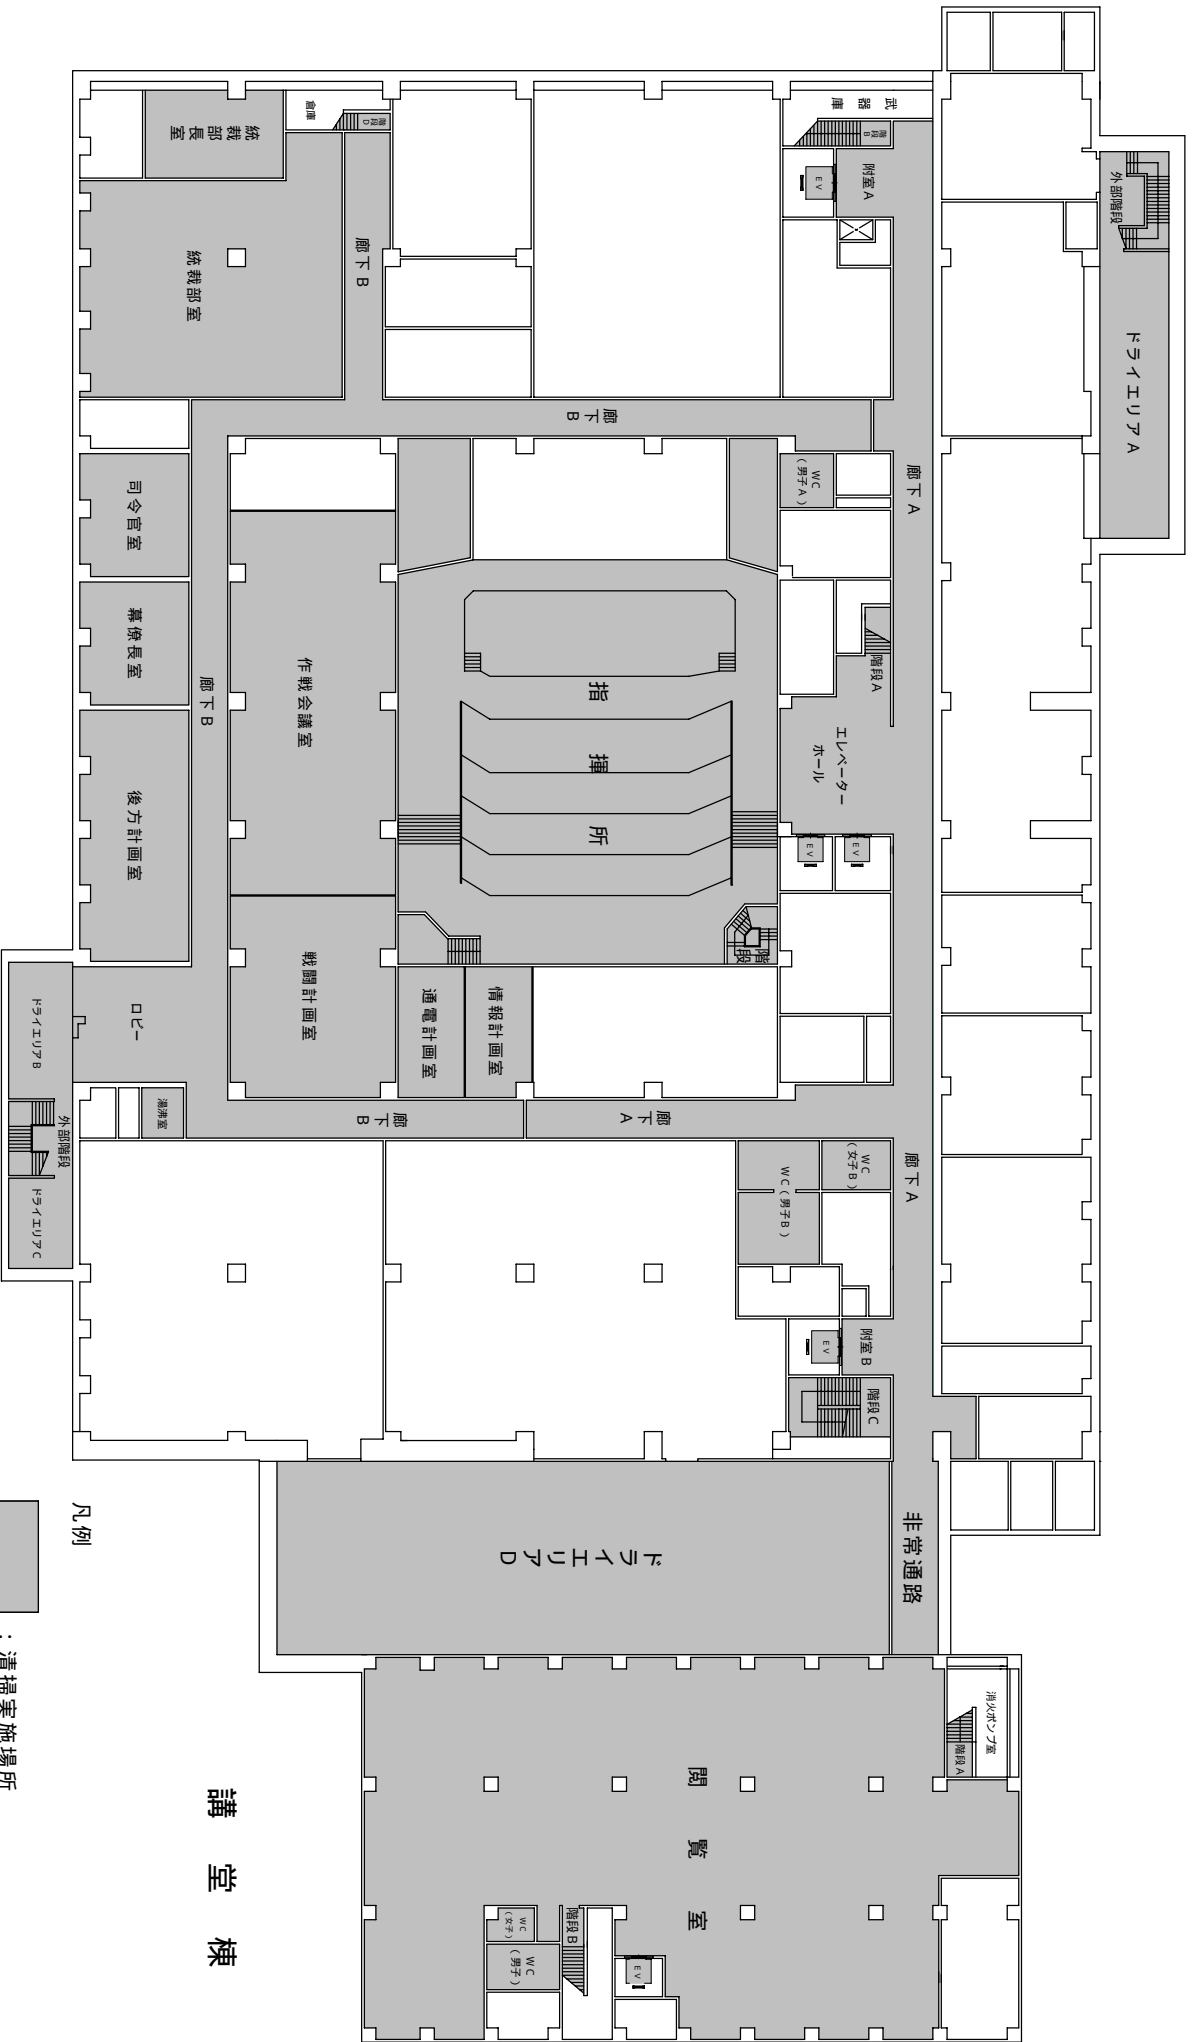 武器庫
階段B
附室A
EV
外部階段
ドライエリアA
倉庫
階段D
統裁部長室
統裁部室
廊下B
廊下B
廊下A
WC
(男子A)
司令官室
幕僚長室
後方計画室
廊下B
作戦会議室
戦闘計画室
指揮所
階段A
エレベーター
ホール
EV
EV
階段
通電計画室
情報計画室
ロビー
ドライエリアB
外部階段
ドライエリアC
湯沸室
廊下B
廊下A
廊下A
WC
(女子B)
WC(男子B)
附室B
EV
階段C
非常通路
ドライエリアD
消火ポンプ室
階段A
閲覧室
WC
(女子)
WC
(男子)
階段B
EV
講堂棟
凡例
:清掃実施場所